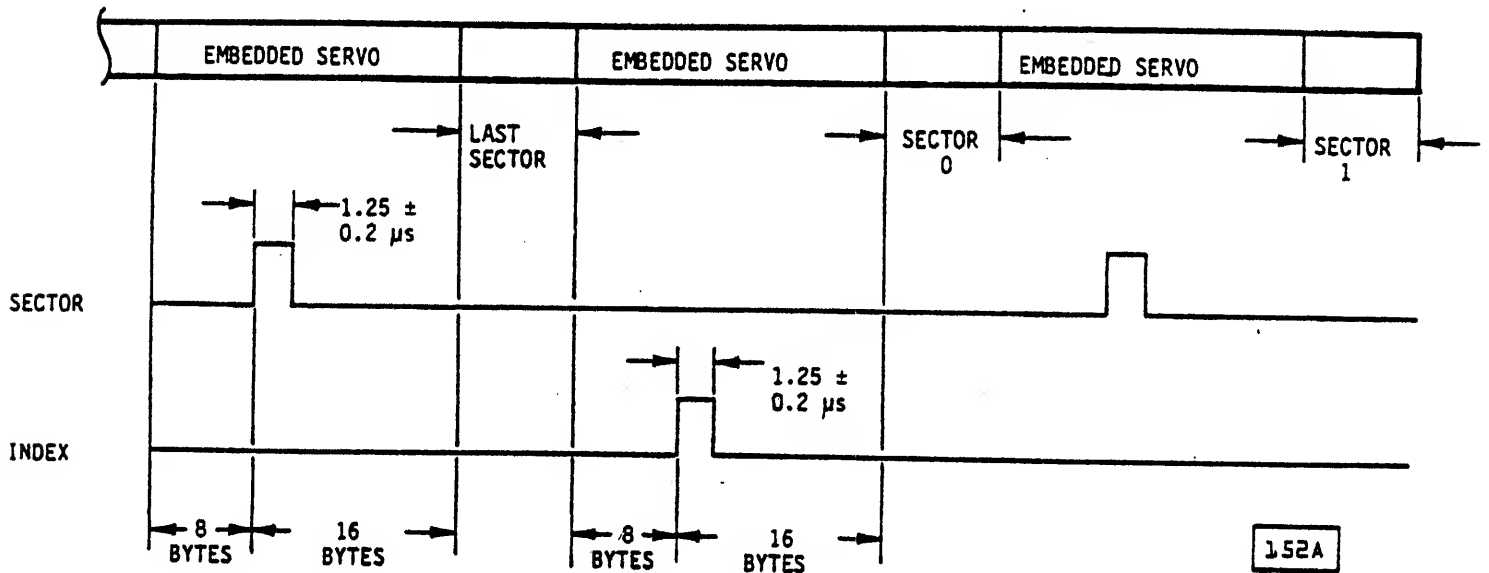 EMBEDDED SERVO
EMBEDDED SERVO
EMBEDDED SERVO
LAST
SECTOR
SECTOR
0
SECTOR
1
1.25 ±
0.2 µs
SECTOR
1.25 ±
0.2 µs
INDEX
8
BYTES
16
BYTES
8
BYTES
16
BYTES
152A